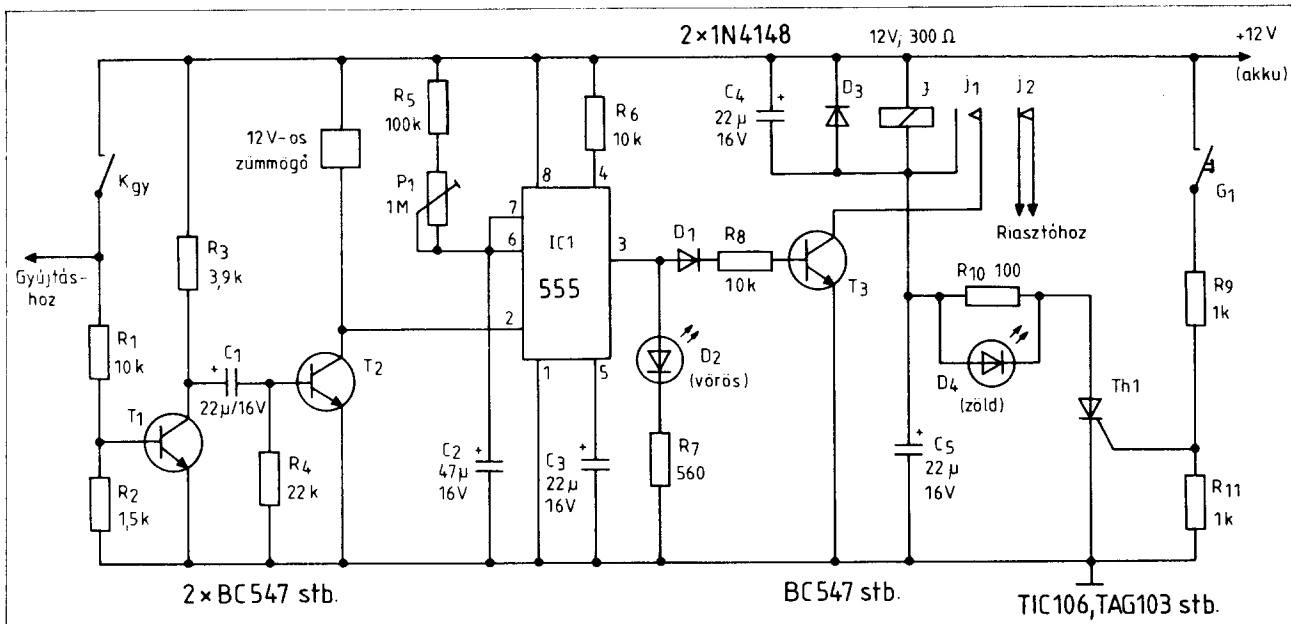 2×1N4148
12V, 300 Ω
+12V
(akku)
R5
100k
R6
10k
C4
+
22µ
16V
D3
J
j1
j2
12V-os
zümmögő
Kgy
P1
1M
8
4
7
6
IC1
555
3
2
1
5
G1
D1
R8
10k
T3
Riasztóhoz
R3
3,9k
Gyújtás-
hoz
R10 100
R9
1k
R1
10k
C1
+
22µ/16V
T2
D2
(vörös)
D4
(zöld)
Th1
T1
R4
22k
C2
47µ
16V
+
C3
22µ
16V
+
R7
560
C5
22µ
16V
+
R2
1,5k
R11
1k
2×BC547 stb.
BC547 stb.
TIC106,TAG103 stb.